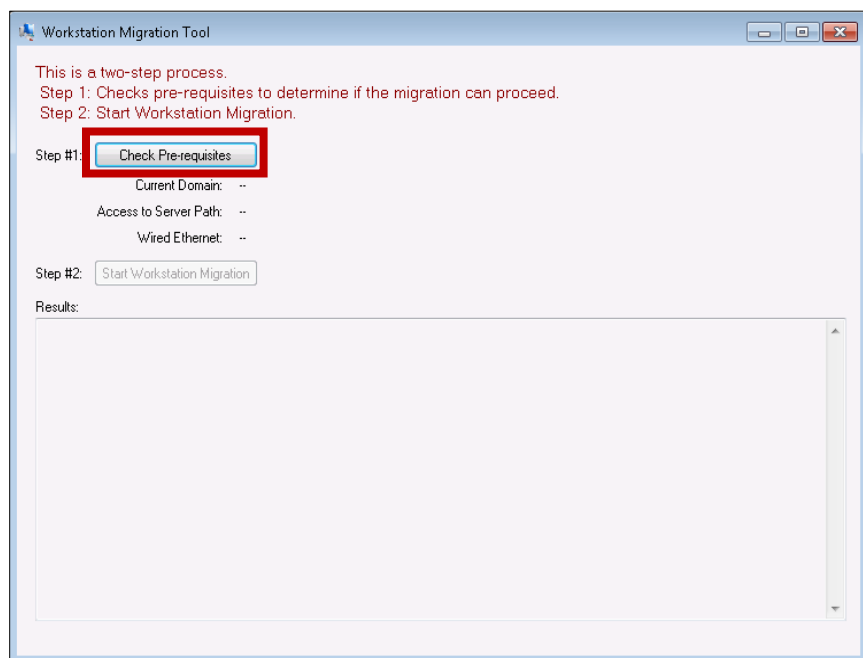 Workstation Migration Tool
This is a two-step process.
Step 1: Checks pre-requisites to determine if the migration can proceed.
Step 2: Start Workstation Migration.
Step #1: Check Pre-requisites
Current Domain: --
Access to Server Path: --
Wired Ethernet: --
Step #2: Start Workstation Migration
Results: